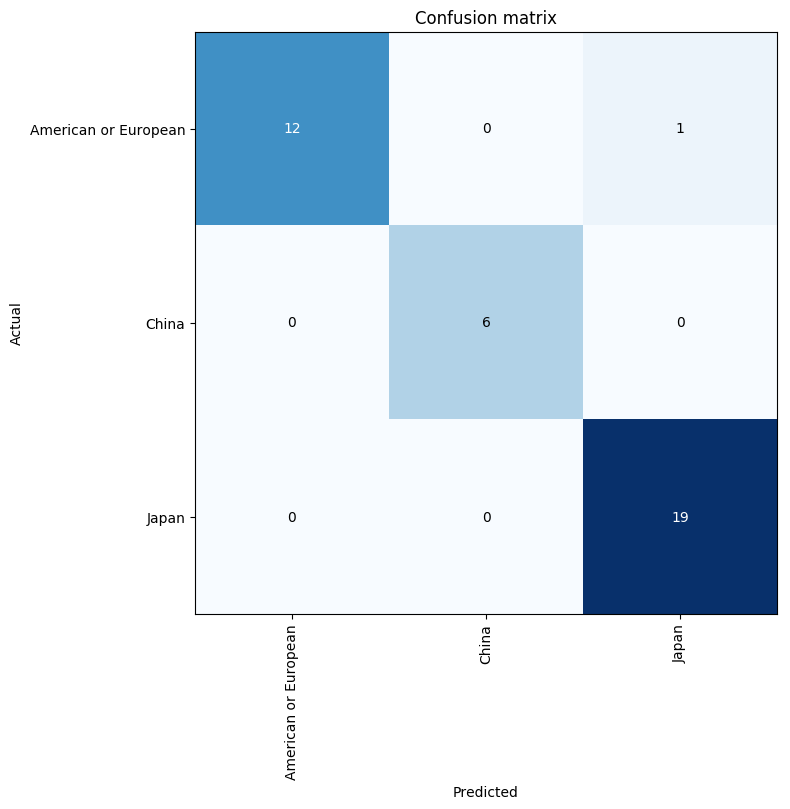 Confusion matrix
American or European
12
0
1
Actual
China
0
6
0
Japan
0
0
19
American or European
China
Japan
Predicted